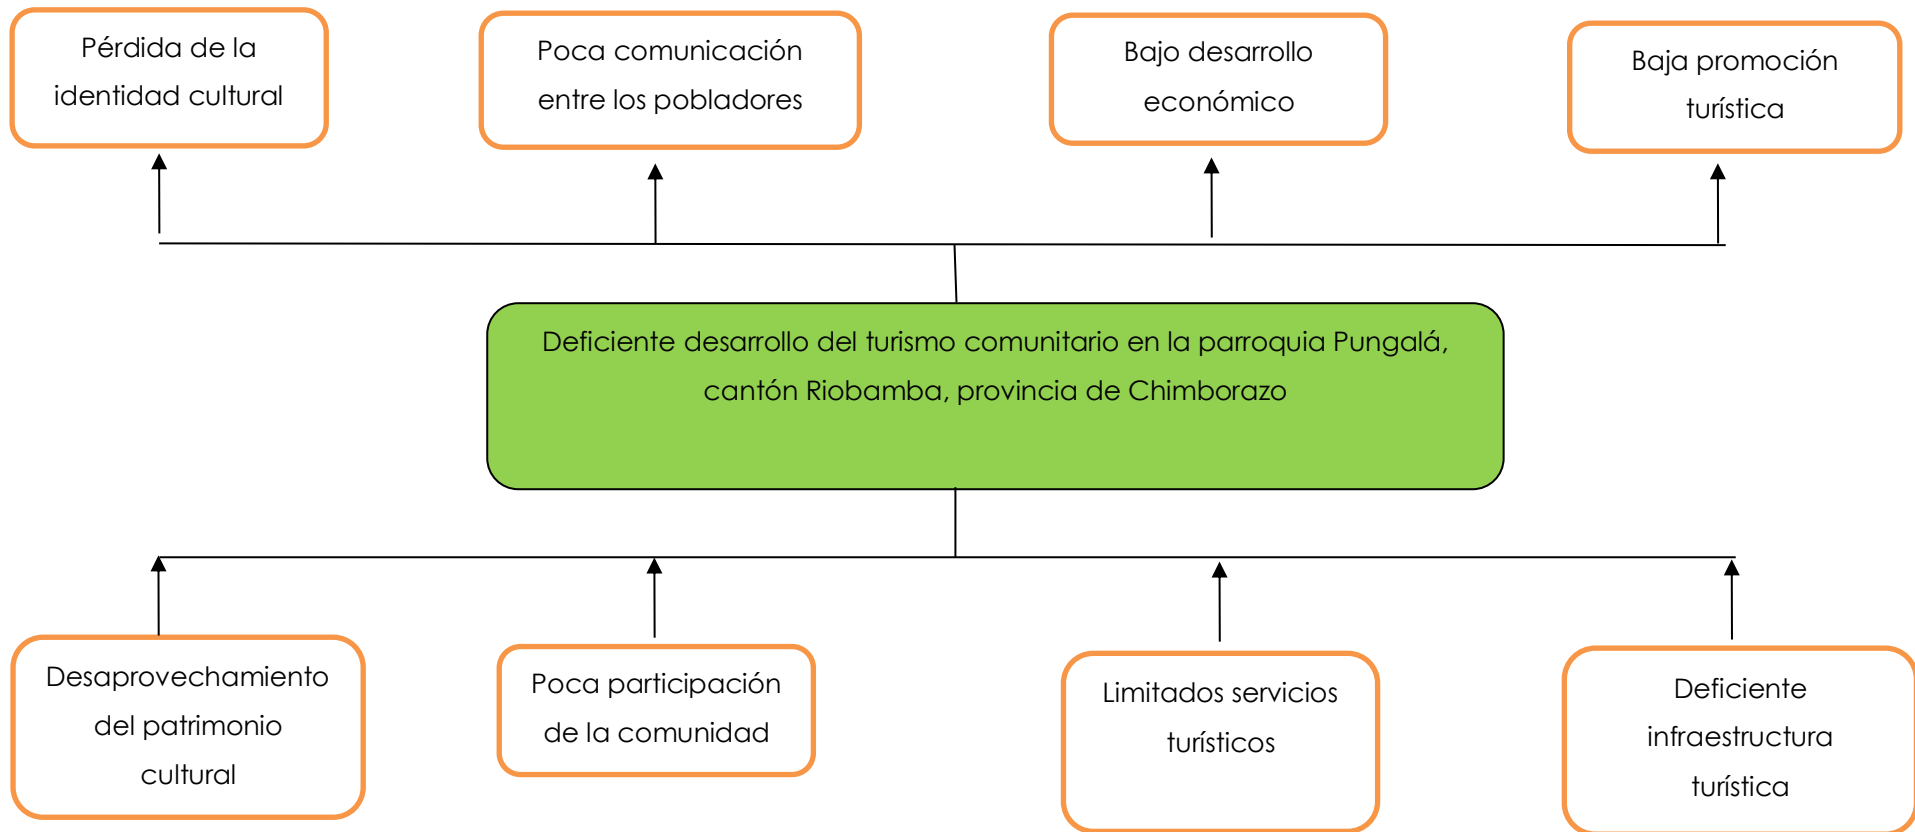 Pérdida de la
identidad cultural
Poca comunicación
entre los pobladores
Bajo desarrollo
económico
Baja promoción
turística
Deficiente desarrollo del turismo comunitario en la parroquia Pungalá,
cantón Riobamba, provincia de Chimborazo
Desaprovechamiento
del patrimonio
cultural
Poca participación
de la comunidad
Limitados servicios
turísticos
Deficiente
infraestructura
turística